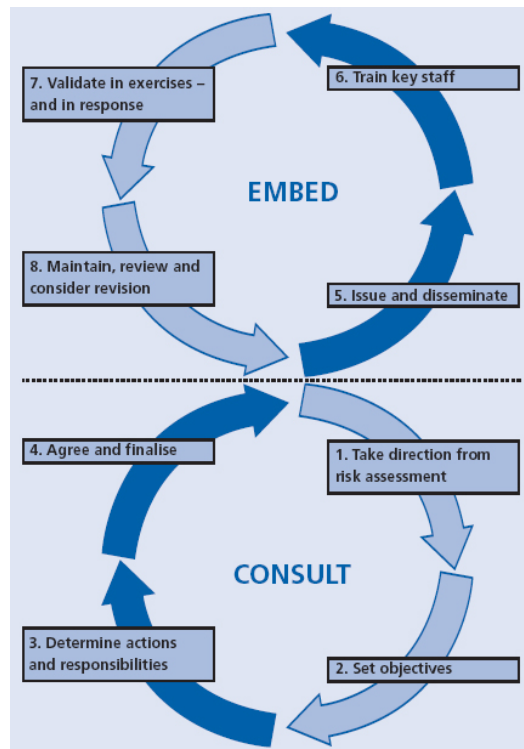 7. Validate in exercises –
and in response
6. Train key staff
EMBED
8. Maintain, review and
consider revision
5. Issue and disseminate
4. Agree and finalise
1. Take direction from
risk assessment
CONSULT
3. Determine actions
and responsibilities
2. Set objectives